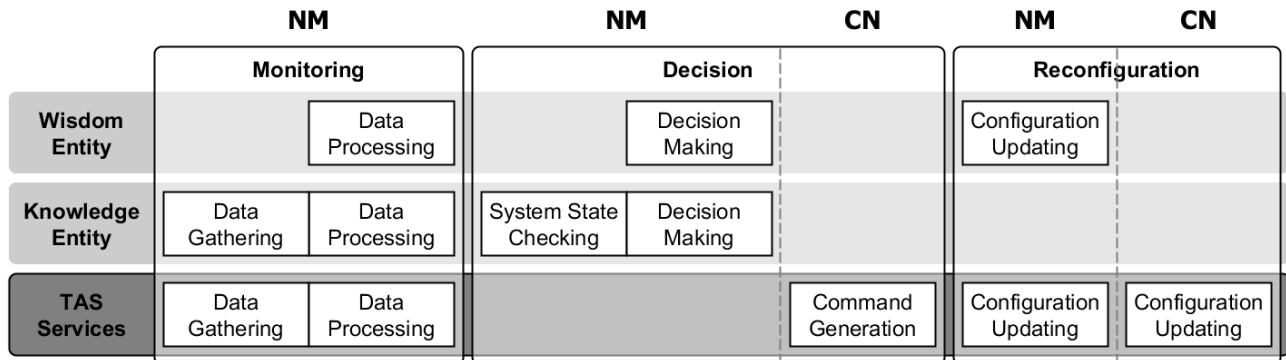 NM NM CN NM CN
Monitoring Decision Reconfiguration
Wisdom
Entity
Data
Processing
Decision
Making
Configuration
Updating
Knowledge
Entity
Data
Gathering
Data
Processing
System State
Checking
Decision
Making
TAS
Services
Data
Gathering
Data
Processing
Command
Generation
Configuration
Updating
Configuration
Updating